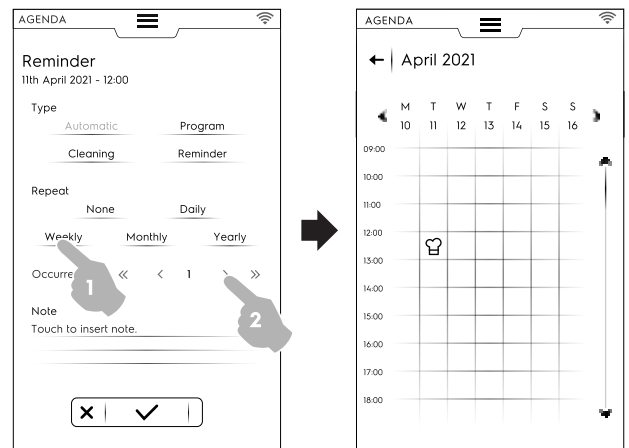 AGENDA
Reminder
11th April 2021 - 12:00
Type
Automatic Program
Cleaning Reminder
Repeat
None Daily
Weekly Monthly Yearly
Occurre « < 1 > »
Note
Touch to insert note.
1
2
AGENDA
← April 2021
M T W T F S S
10 11 12 13 14 15 16
09:00
10:00
11:00
12:00
13:00
14:00
15:00
16:00
17:00
18:00